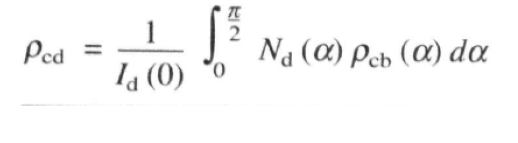 ρcd = 1/Id (0) ∫₀^(π/2) Nd (α) ρcb (α) dα